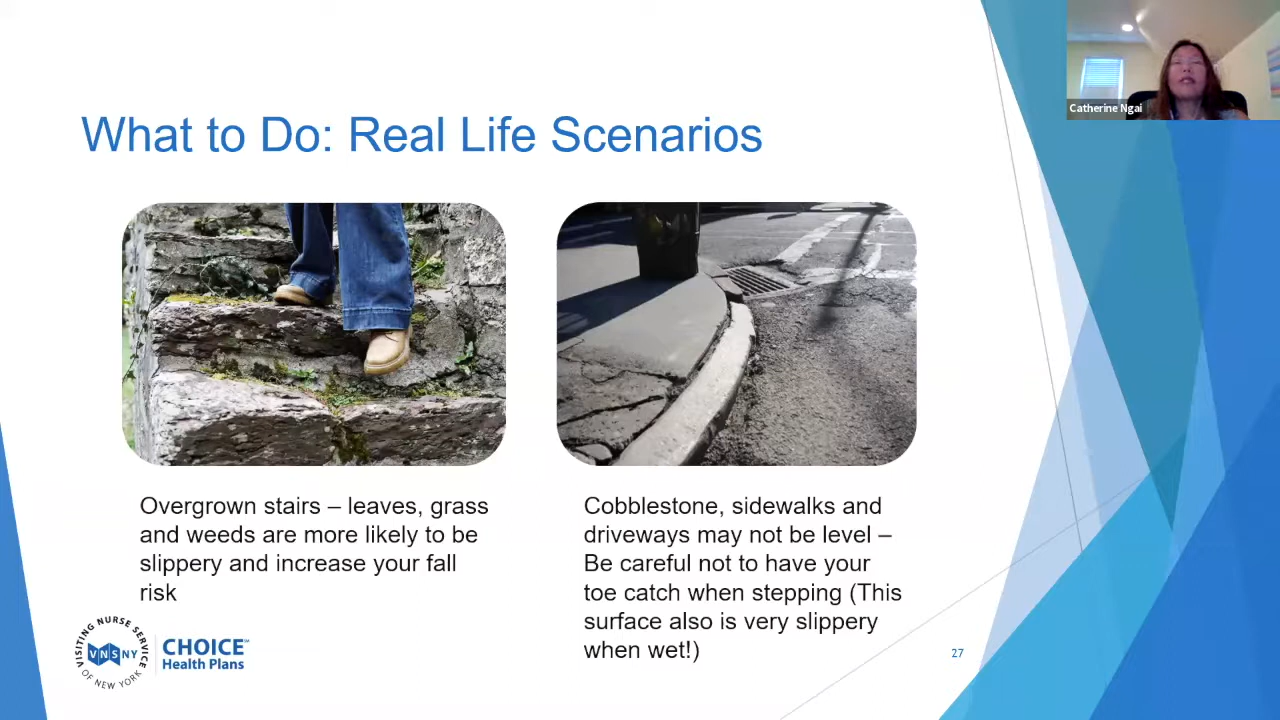 Catherine Ngai
What to Do: Real Life Scenarios
Overgrown stairs – leaves, grass
and weeds are more likely to be
slippery and increase your fall
risk
Cobblestone, sidewalks and
driveways may not be level –
Be careful not to have your
toe catch when stepping (This
surface also is very slippery
when wet!)
VISITING NURSE SERVICE
OF NEW YORK
VNSNY
CHOICE
Health Plans
27